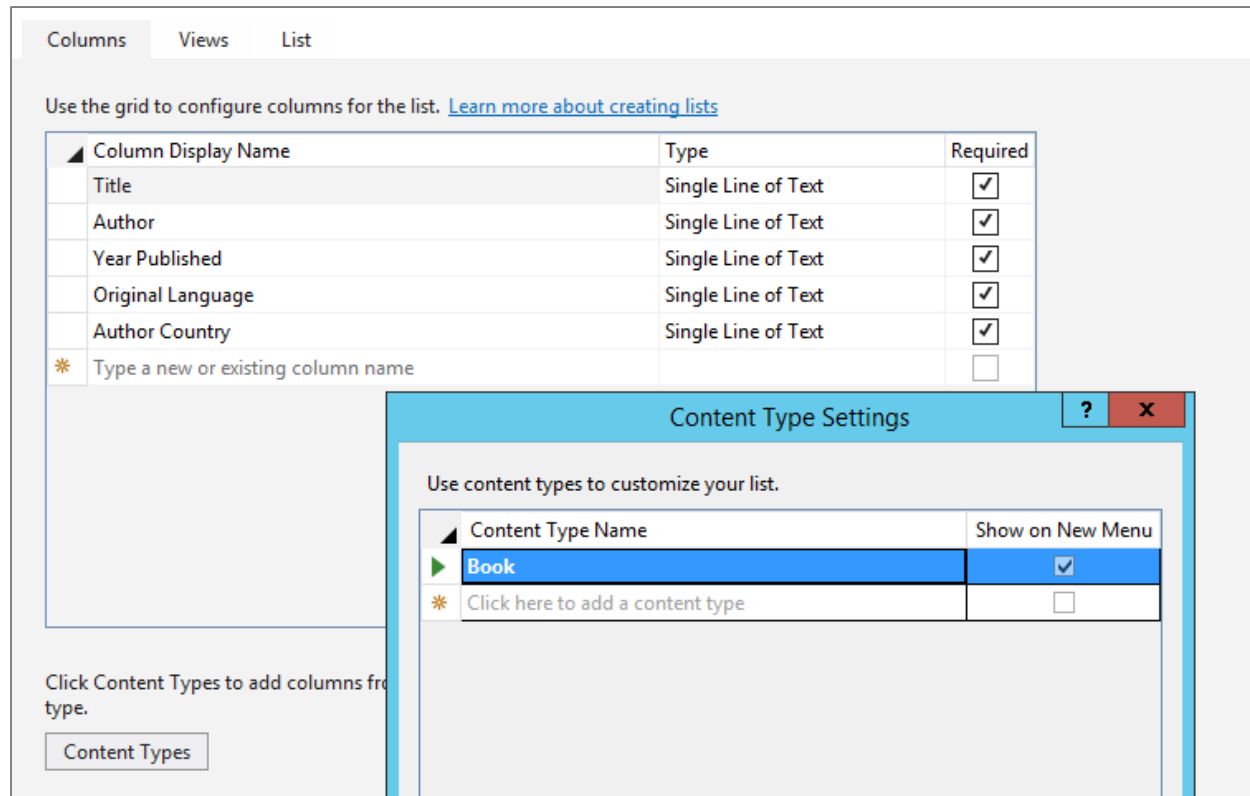 Columns Views List
Use the grid to configure columns for the list. Learn more about creating lists
Column Display Name Type Required
Title Single Line of Text
Author Single Line of Text
Year Published Single Line of Text
Original Language Single Line of Text
Author Country Single Line of Text
Type a new or existing column name
Content Type Settings ? x
Use content types to customize your list.
Content Type Name Show on New Menu
Book
Click here to add a content type
Click Content Types to add columns
type.
Content Types